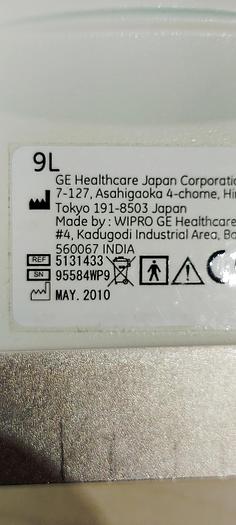 9L
GE Healthcare Japan Corporatio
7-127, Asahigaoka 4-chome, Hi
Tokyo 191-8503 Japan
Made by : WIPRO GE Healthcare
#4, Kadugodi Industrial Area, Ba
560067 INDIA
REF 5131433
SN 95584WP9
MAY. 2010